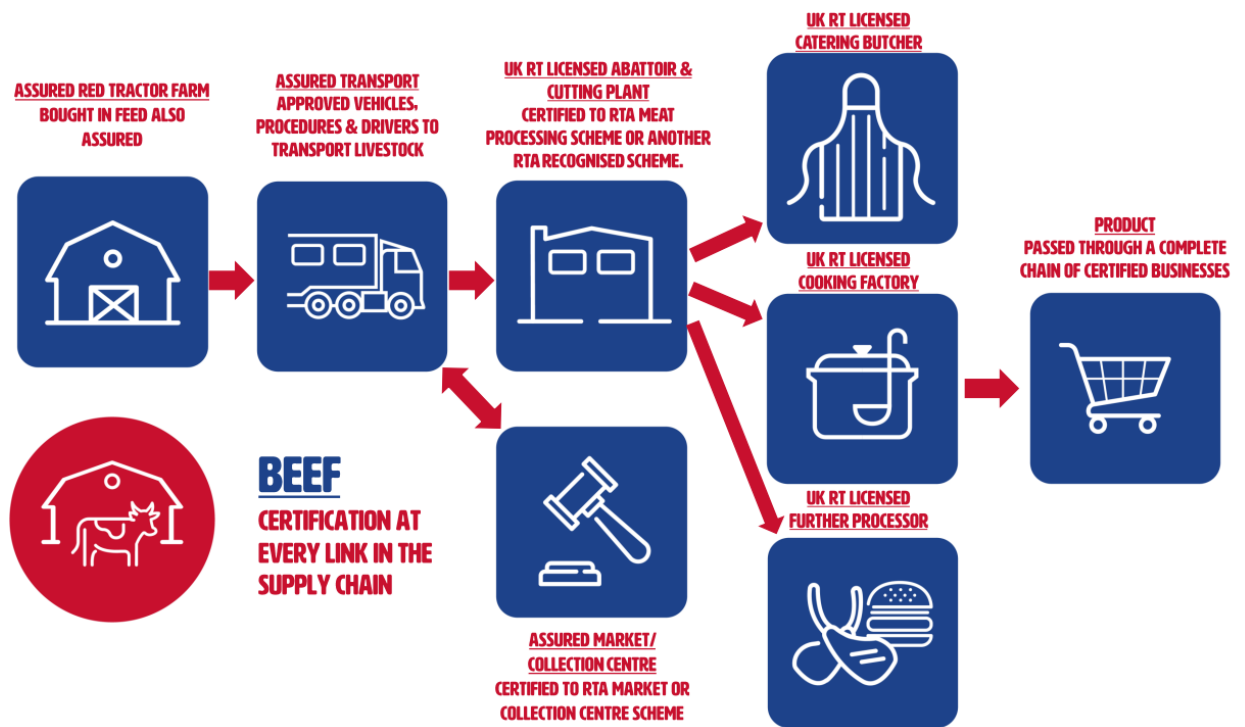 ASSURED RED TRACTOR FARM
BOUGHT IN FEED ALSO
ASSURED
ASSURED TRANSPORT
APPROVED VEHICLES,
PROCEDURES & DRIVERS TO
TRANSPORT LIVESTOCK
UK RT LICENSED ABATTOIR &
CUTTING PLANT
CERTIFIED TO RTA MEAT
PROCESSING SCHEME OR ANOTHER
RTA RECOGNISED SCHEME.
UK RT LICENSED
CATERING BUTCHER
UK RT LICENSED
COOKING FACTORY
PRODUCT
PASSED THROUGH A COMPLETE
CHAIN OF CERTIFIED BUSINESSES
BEEF
CERTIFICATION AT
EVERY LINK IN THE
SUPPLY CHAIN
ASSURED MARKET/
COLLECTION CENTRE
CERTIFIED TO RTA MARKET OR
COLLECTION CENTRE SCHEME
UK RT LICENSED
FURTHER PROCESSOR